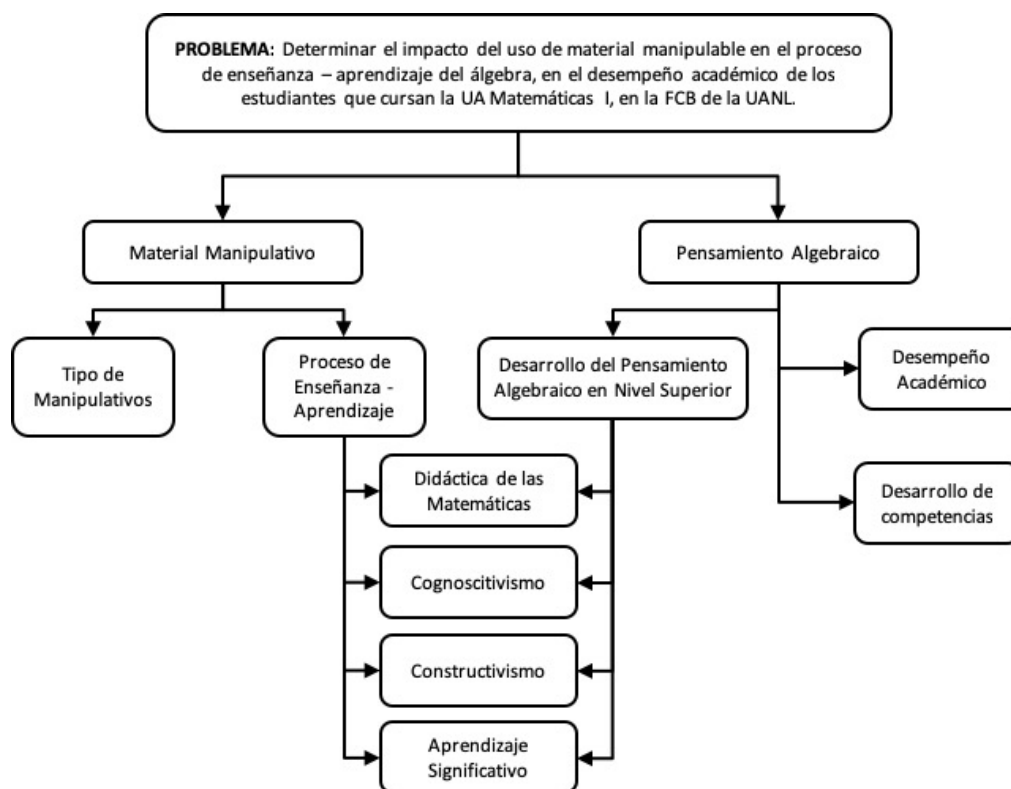 PROBLEMA: Determinar el impacto del uso de material manipulable en el proceso
de enseñanza – aprendizaje del álgebra, en el desempeño académico de los
estudiantes que cursan la UA Matemáticas I, en la FCB de la UANL.
Material Manipulativo
Pensamiento Algebraico
Tipo de
Manipulativos
Proceso de
Enseñanza -
Aprendizaje
Desarrollo del Pensamiento
Algebraico en Nivel Superior
Desempeño
Académico
Didáctica de las
Matemáticas
Desarrollo de
competencias
Cognoscitivismo
Constructivismo
Aprendizaje
Significativo